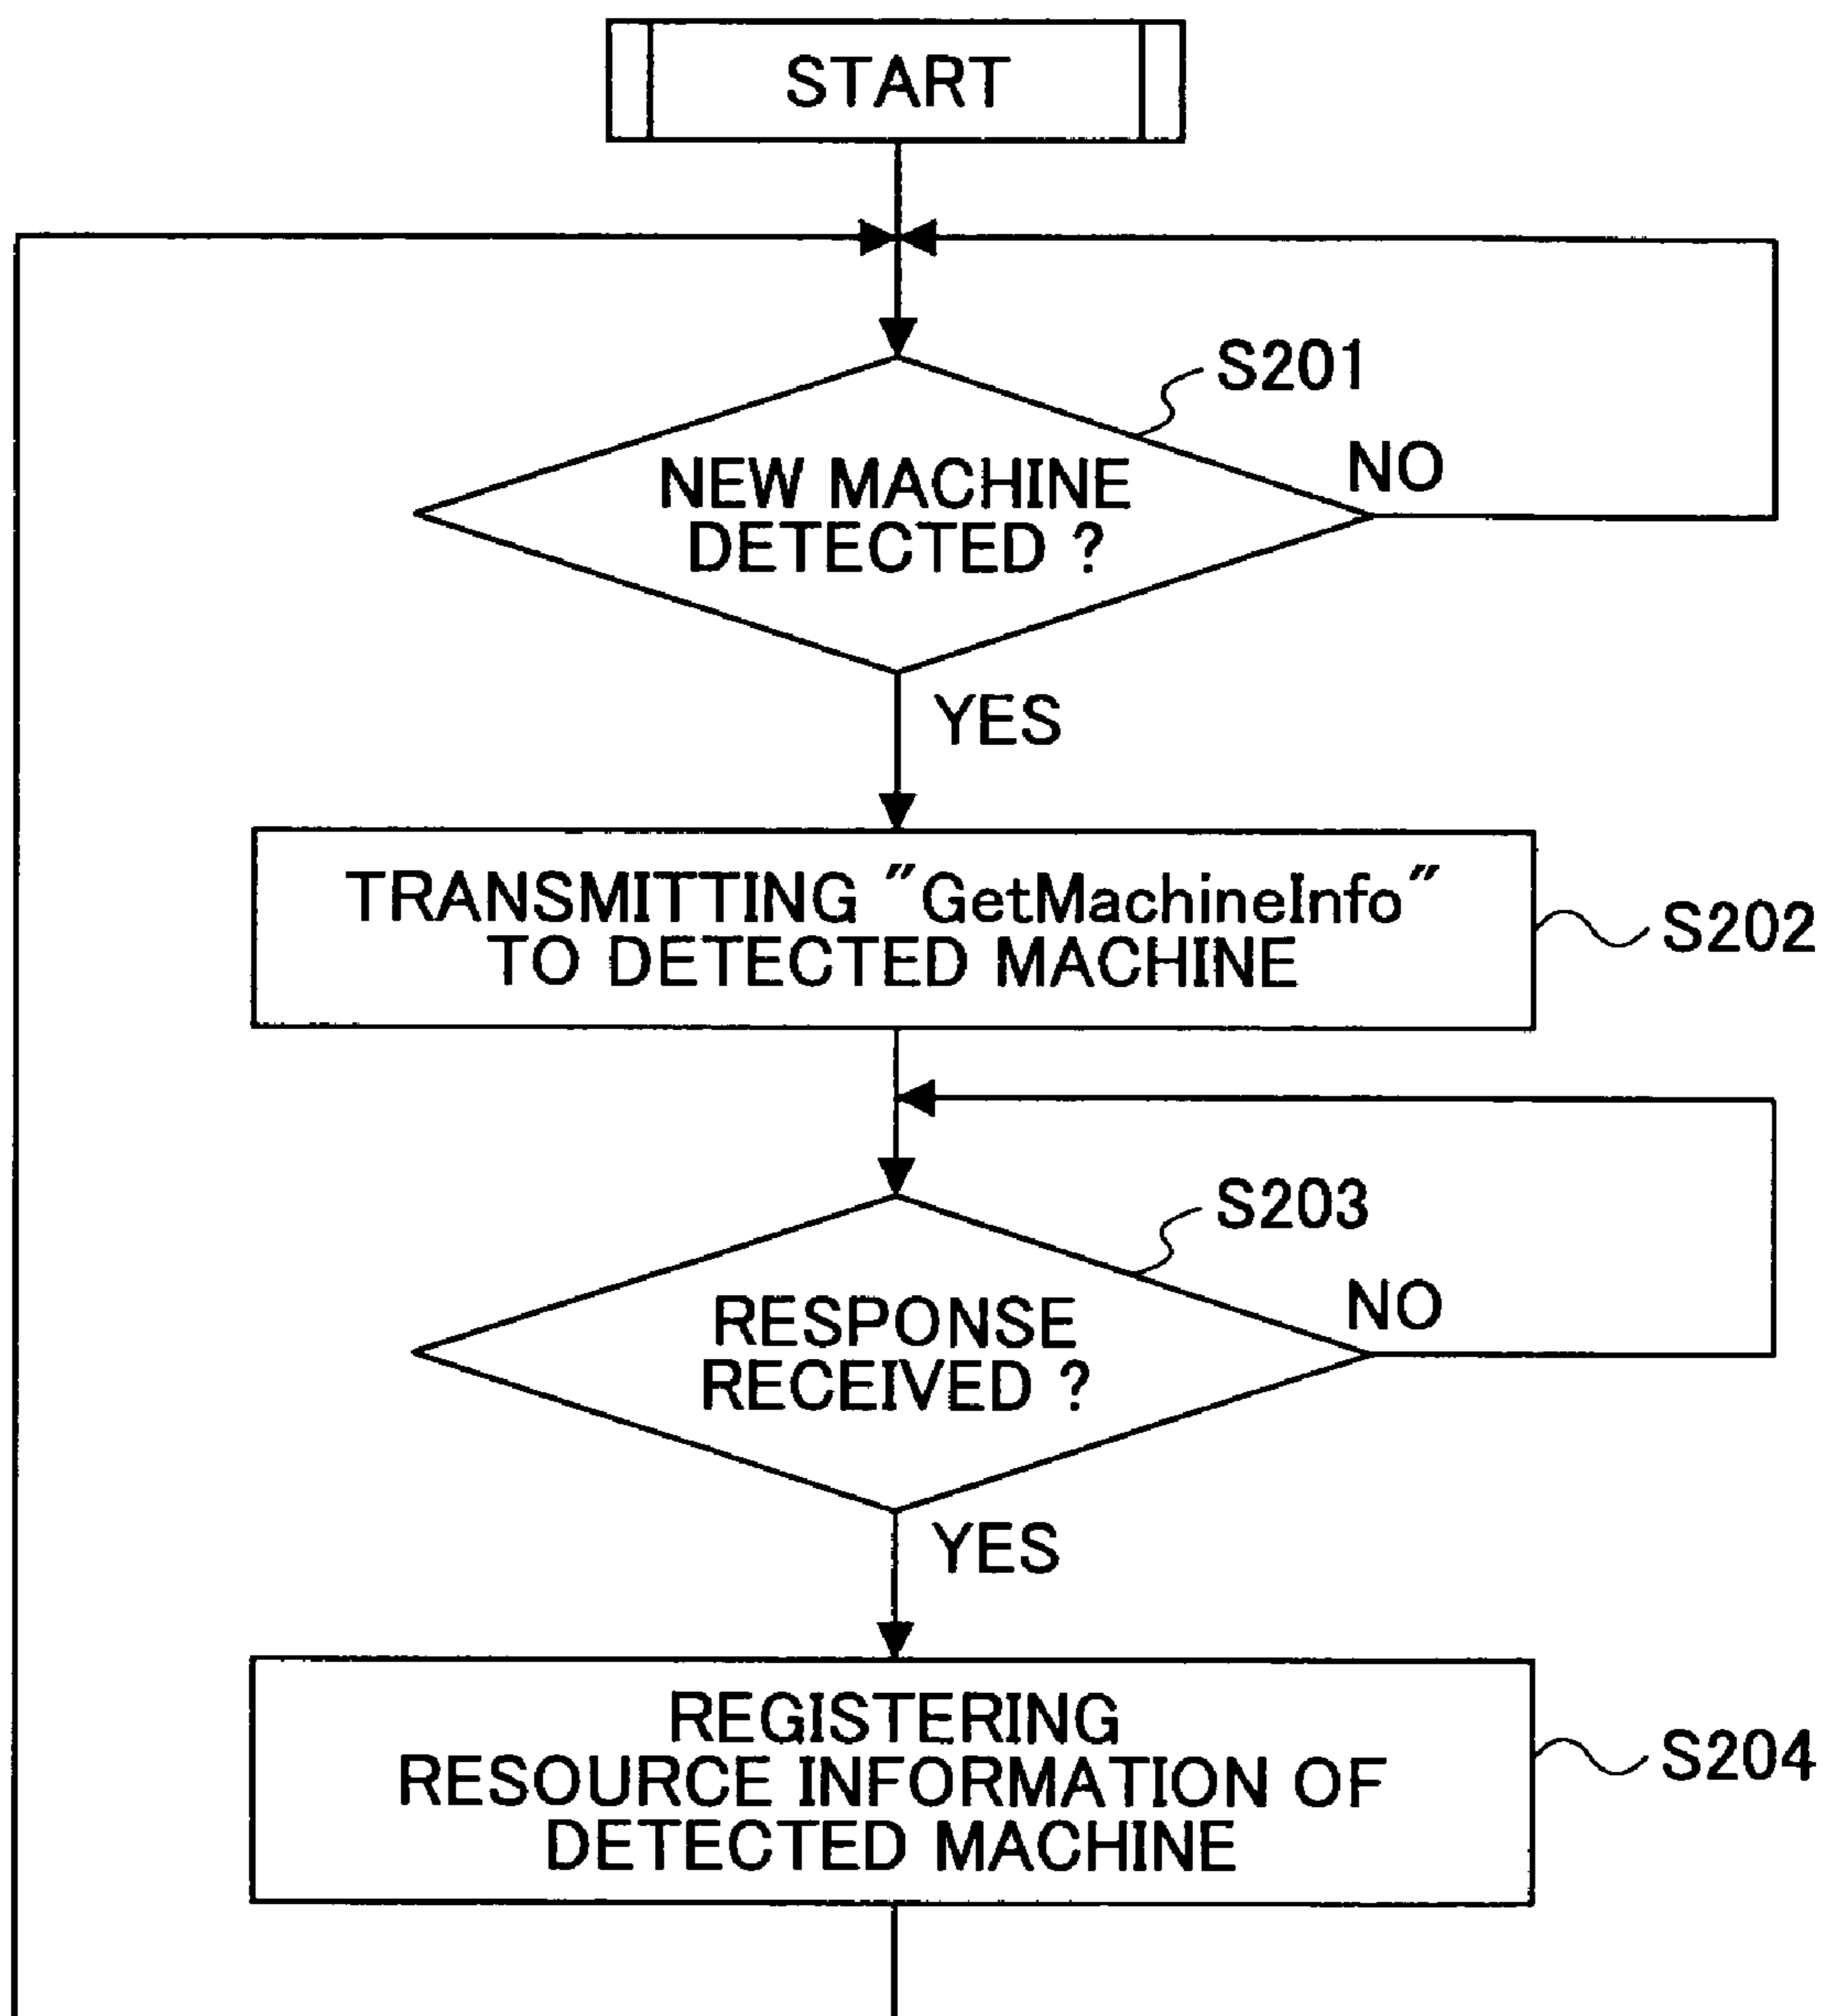 START
S201
NEW MACHINE
DETECTED ?
NO
YES
TRANSMITTING "GetMachineInfo"
TO DETECTED MACHINE
S202
S203
RESPONSE
RECEIVED ?
NO
YES
REGISTERING
RESOURCE INFORMATION OF
DETECTED MACHINE
S204